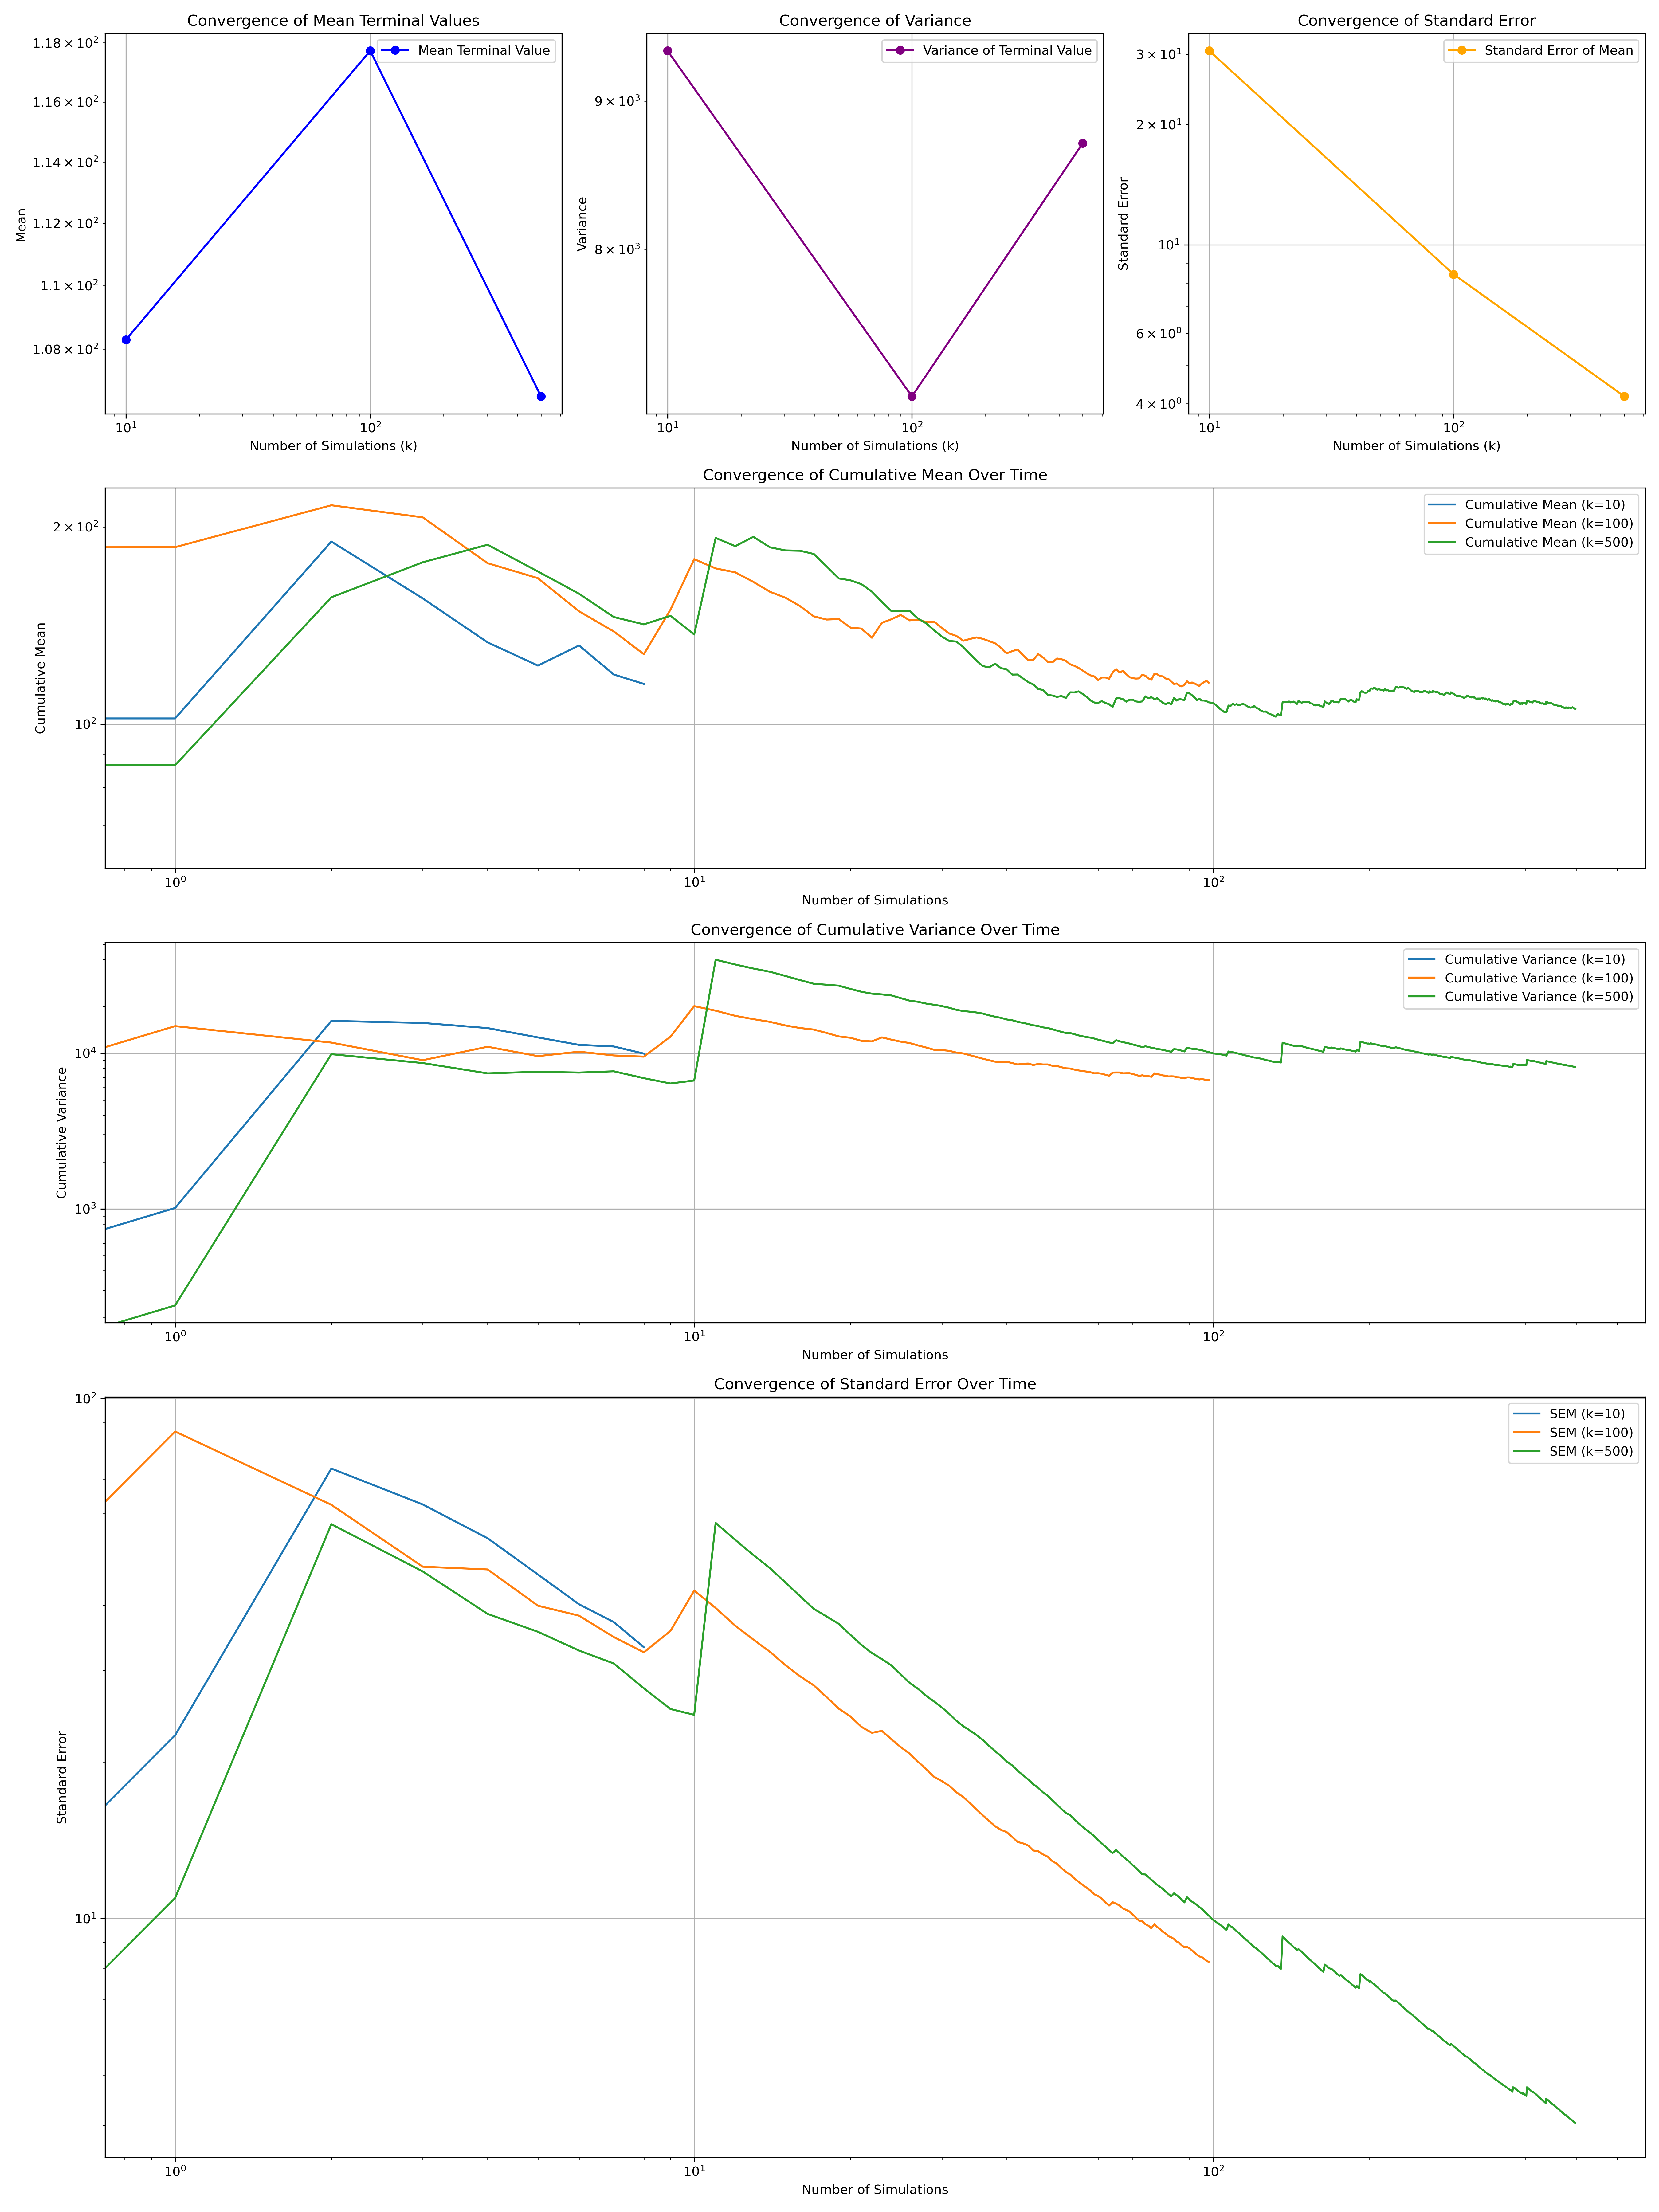 Convergence of Mean Terminal Values
Mean Terminal Value
1.18 × 10²
1.16 × 10²
1.14 × 10²
1.12 × 10²
1.1 × 10²
1.08 × 10²
Mean
10¹ 10²
Number of Simulations (k)
Convergence of Variance
Variance of Terminal Value
9 × 10³
8 × 10³
Variance
10¹ 10²
Number of Simulations (k)
Convergence of Standard Error
Standard Error of Mean
3 × 10¹
2 × 10¹
10¹
6 × 10⁰
4 × 10⁰
Standard Error
10¹ 10²
Number of Simulations (k)
Convergence of Cumulative Mean Over Time
Cumulative Mean (k=10)
Cumulative Mean (k=100)
Cumulative Mean (k=500)
2 × 10²
10²
Cumulative Mean
10⁰ 10¹ 10²
Number of Simulations
Convergence of Cumulative Variance Over Time
Cumulative Variance (k=10)
Cumulative Variance (k=100)
Cumulative Variance (k=500)
10⁴
10³
Cumulative Variance
10⁰ 10¹ 10²
Number of Simulations
Convergence of Standard Error Over Time
SEM (k=10)
SEM (k=100)
SEM (k=500)
10²
10¹
Standard Error
10⁰ 10¹ 10²
Number of Simulations